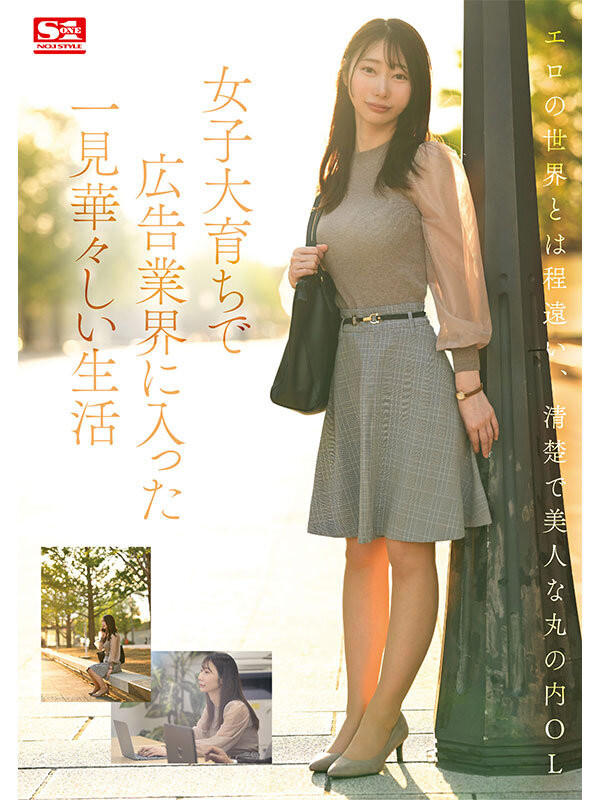 S ONE
NO.1 STYLE
エロの世界とは程遠い、清楚で美人な丸の内OL
女子大育ちで
広告業界に入った
一見華々しい生活